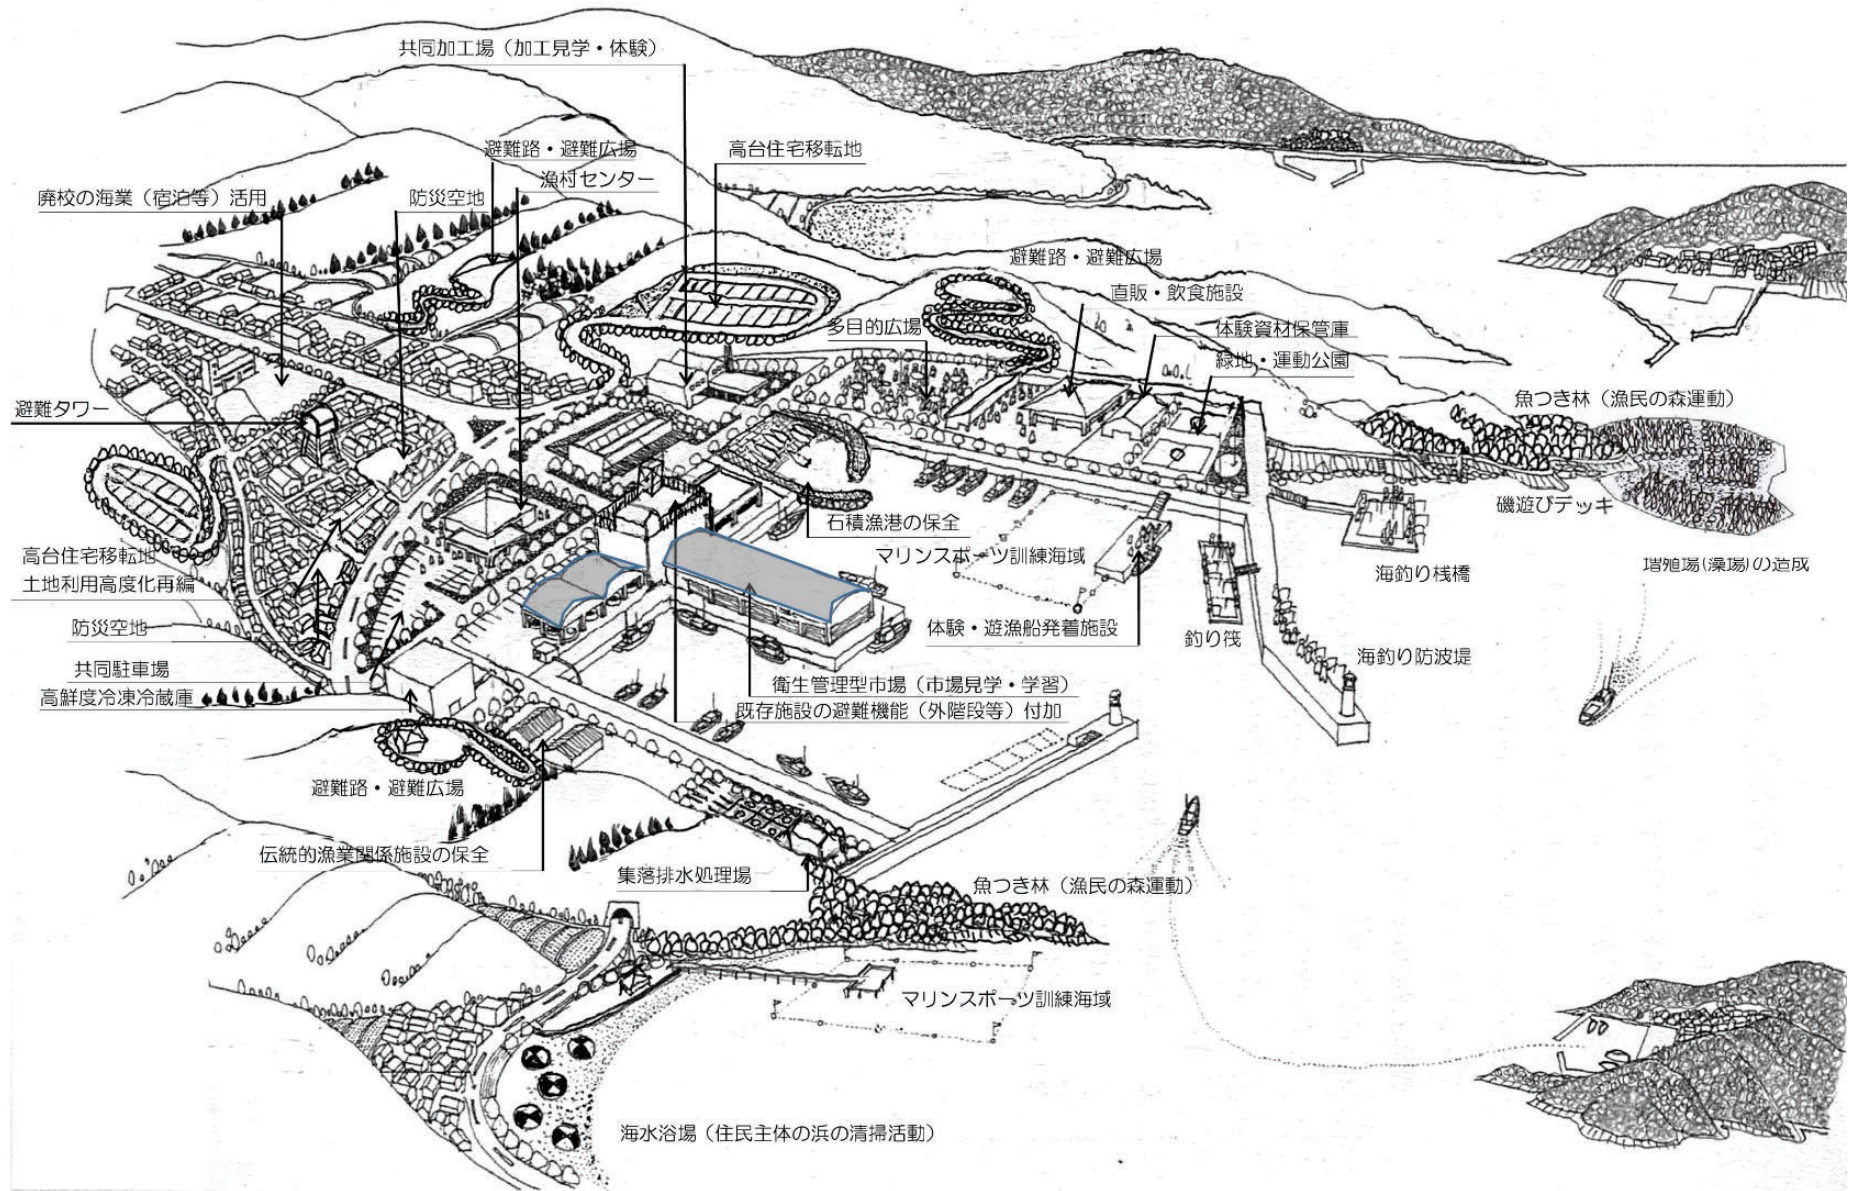 共同加工場（加工見学・体験）
避難路・避難広場
高台住宅移転地
漁村センター
廃校の海業（宿泊等）活用
防災空地
避難路・避難広場
直販・飲食施設
多目的広場
体験資材保管庫
緑地・運動公園
避難タワー
魚つき林（漁民の森運動）
磯遊びデッキ
石積漁港の保全
マリンスポーツ訓練海域
高台住宅移転地
土地利用高度化再編
海釣り桟橋
増殖場(藻場)の造成
防災空地
体験・遊漁船発着施設
釣り筏
海釣り防波堤
共同駐車場
高鮮度冷凍冷蔵庫
衛生管理型市場（市場見学・学習）
既存施設の避難機能（外階段等）付加
避難路・避難広場
伝統的漁業関係施設の保全
集落排水処理場
魚つき林（漁民の森運動）
マリンスポーツ訓練海域
海水浴場（住民主体の浜の清掃活動）